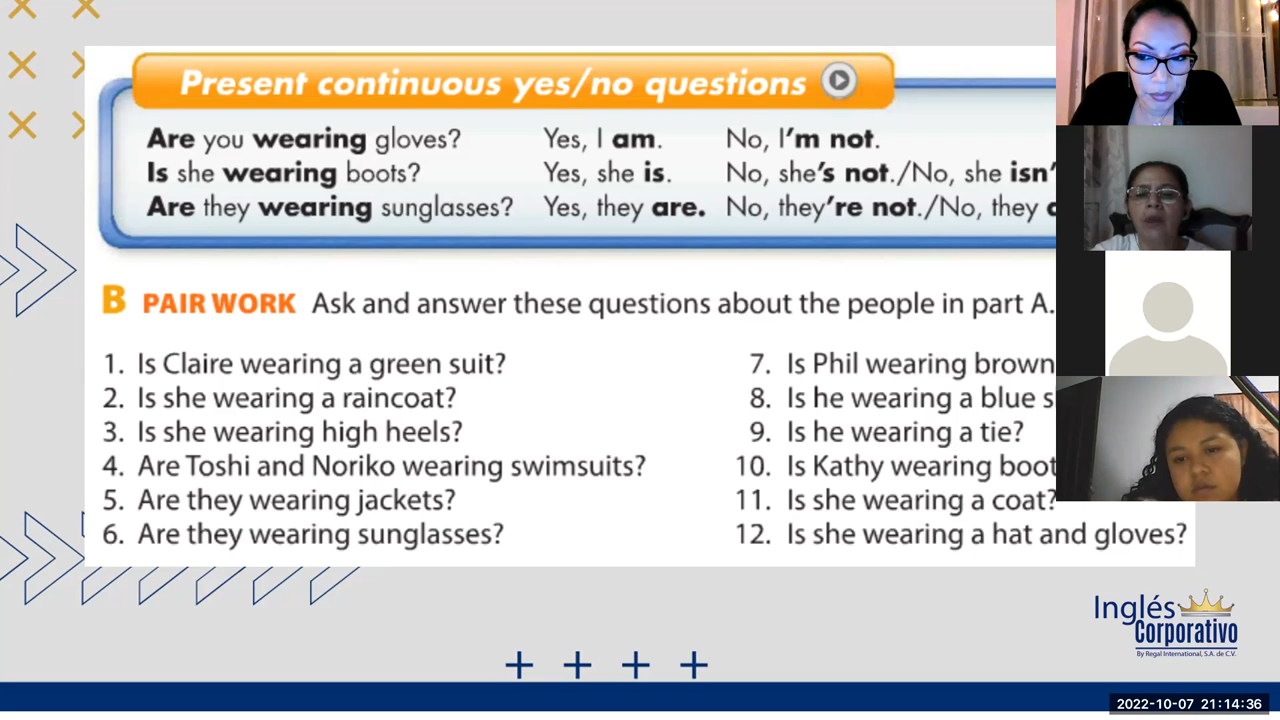 Present continuous yes/no questions
Are you wearing gloves? Yes, I am. No, I'm not.
Is she wearing boots? Yes, she is. No, she's not./No, she isn'
Are they wearing sunglasses? Yes, they are. No, they're not./No, they
B PAIR WORK Ask and answer these questions about the people in part A.
1. Is Claire wearing a green suit?
2. Is she wearing a raincoat?
3. Is she wearing high heels?
4. Are Toshi and Noriko wearing swimsuits?
5. Are they wearing jackets?
6. Are they wearing sunglasses?
7. Is Phil wearing brown
8. Is he wearing a blue s
9. Is he wearing a tie?
10. Is Kathy wearing boot
11. Is she wearing a coat?
12. Is she wearing a hat and gloves?
Inglés
Corporativo
By Regal International, S.A. de C.V.
2022-10-07 21:14:36